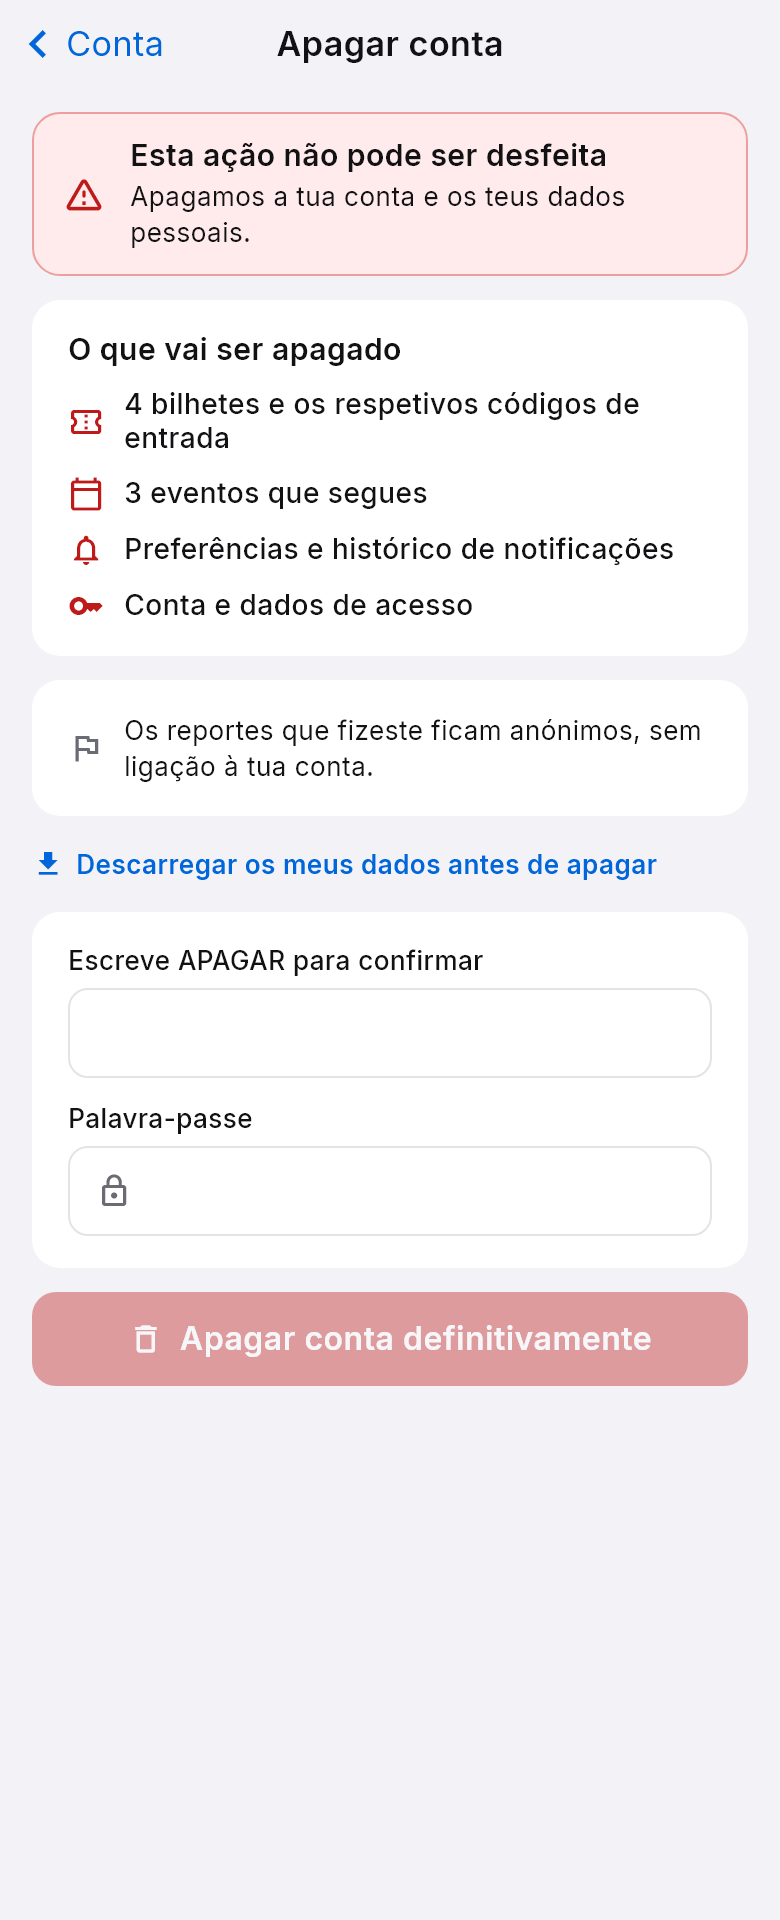 Conta
Apagar conta
Esta ação não pode ser desfeita
Apagamos a tua conta e os teus dados
pessoais.
O que vai ser apagado
4 bilhetes e os respetivos códigos de
entrada
3 eventos que segues
Preferências e histórico de notificações
Conta e dados de acesso
Os reportes que fizeste ficam anónimos, sem
ligação à tua conta.
Descarregar os meus dados antes de apagar
Escreve APAGAR para confirmar
Palavra-passe
Apagar conta definitivamente